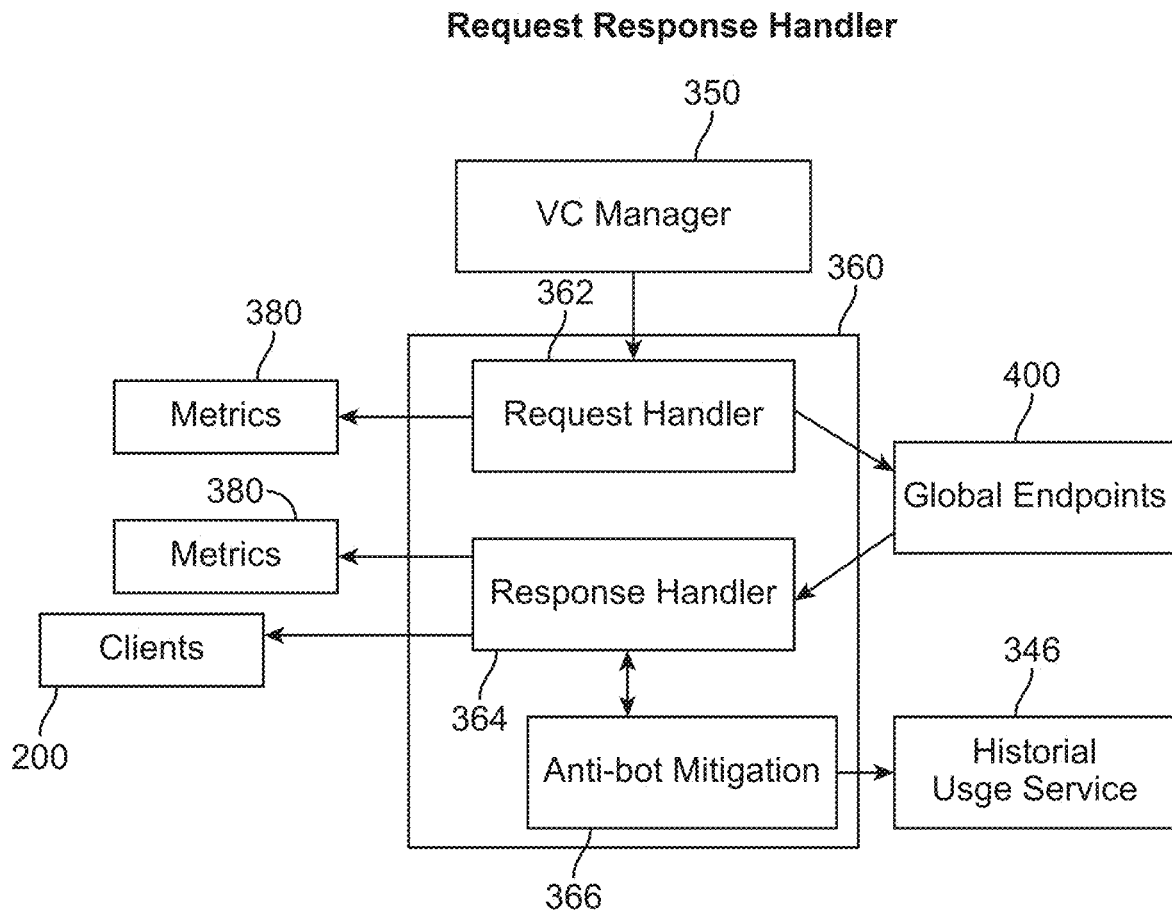 Request Response Handler
350
VC Manager
360
362
380
Metrics
Request Handler
400
Global Endpoints
380
Metrics
Response Handler
Clients
200
364
346
Anti-bot Mitigation
Historial
Usge Service
366